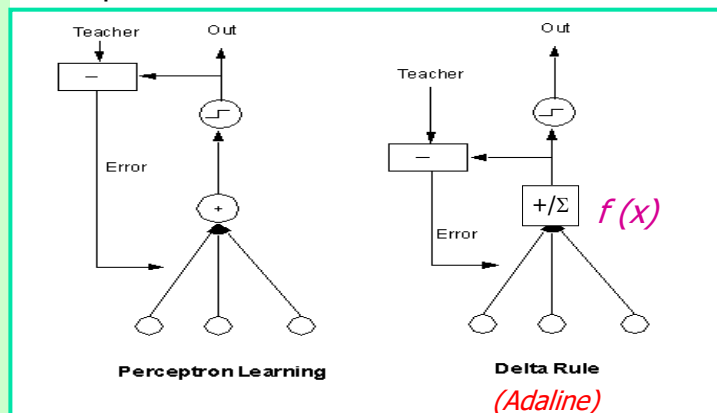 Teacher
Out
−
Error
+
Perceptron Learning
Out
Teacher
−
+/Σ
f (x)
Error
Delta Rule
(Adaline)